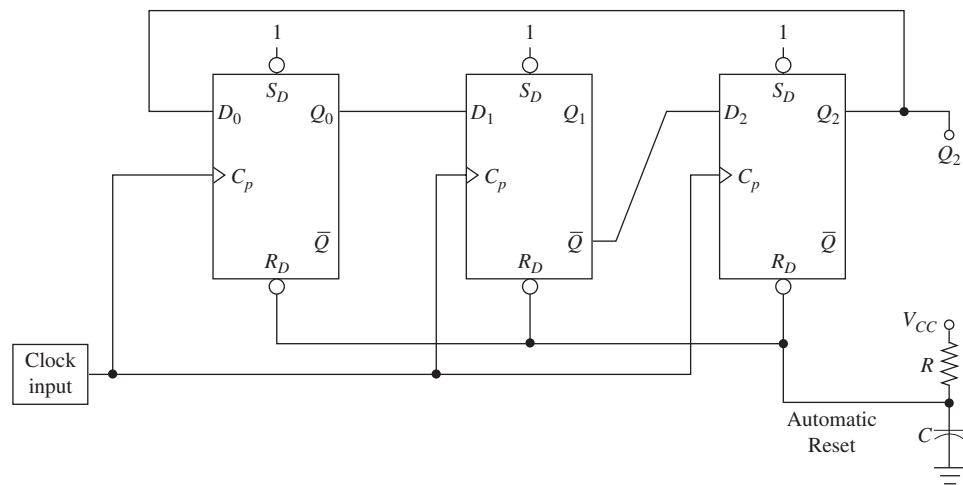 1
1
1
S_D
S_D
S_D
D_0
Q_0
D_1
Q_1
D_2
Q_2
Q_2
C_p
C_p
C_p
Q̅
Q̅
Q̅
R_D
R_D
R_D
V_CC
R
Clock
input
Automatic
Reset
C